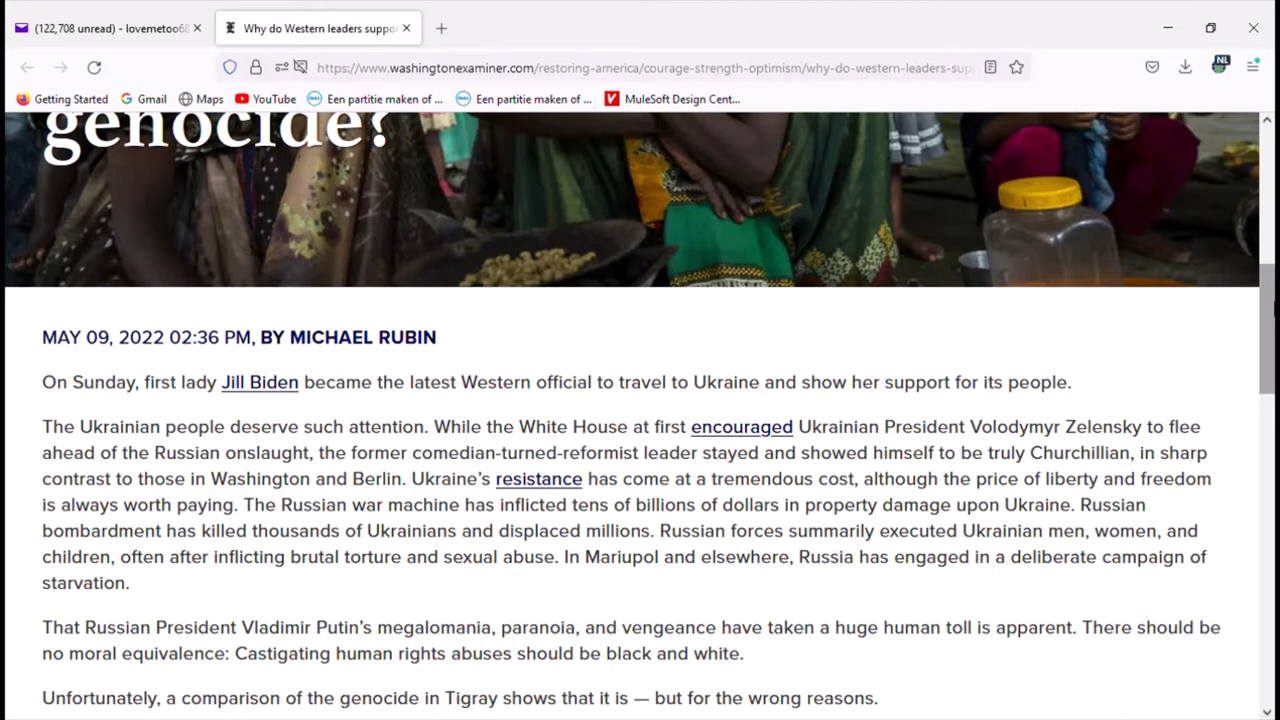 (122,708 unread) - lovemetoo68
Why do Western leaders suppo
https://www.washingtonexaminer.com/restoring-america/courage-strength-optimism/why-do-western-leaders-sup
NL
Getting Started
Gmail
Maps
YouTube
Een partitie maken of ...
Een partitie maken of ...
MuleSoft Design Cent...
genocide?
MAY 09, 2022 02:36 PM, BY MICHAEL RUBIN
On Sunday, first lady Jill Biden became the latest Western official to travel to Ukraine and show her support for its people.
The Ukrainian people deserve such attention. While the White House at first encouraged Ukrainian President Volodymyr Zelensky to flee
ahead of the Russian onslaught, the former comedian-turned-reformist leader stayed and showed himself to be truly Churchillian, in sharp
contrast to those in Washington and Berlin. Ukraine's resistance has come at a tremendous cost, although the price of liberty and freedom
is always worth paying. The Russian war machine has inflicted tens of billions of dollars in property damage upon Ukraine. Russian
bombardment has killed thousands of Ukrainians and displaced millions. Russian forces summarily executed Ukrainian men, women, and
children, often after inflicting brutal torture and sexual abuse. In Mariupol and elsewhere, Russia has engaged in a deliberate campaign of
starvation.
That Russian President Vladimir Putin's megalomania, paranoia, and vengeance have taken a huge human toll is apparent. There should be
no moral equivalence: Castigating human rights abuses should be black and white.
Unfortunately, a comparison of the genocide in Tigray shows that it is — but for the wrong reasons.